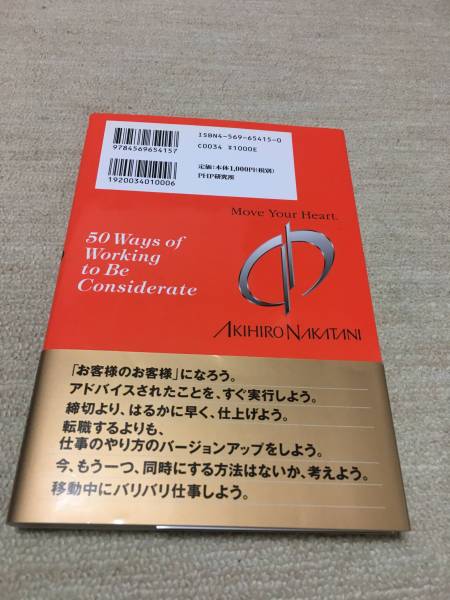 ISBN4-569-65415-0
C0034 ¥1000E
9784569654157
定価:本体1,000円(税別)
PHP研究所
1920034010006
Move Your Heart.
50 Ways of
Working
to Be
Considerate
AKIHIRO NAKATANI
「お客様のお客様」になろう。
アドバイスされたことを、すぐ実行しよう。
締切より、はるかに早く、仕上げよう。
転職するよりも、
仕事のやり方のバージョンアップをしよう。
今、もう一つ、同時にする方法はないか、考えよう。
移動中にバリバリ仕事しよう。